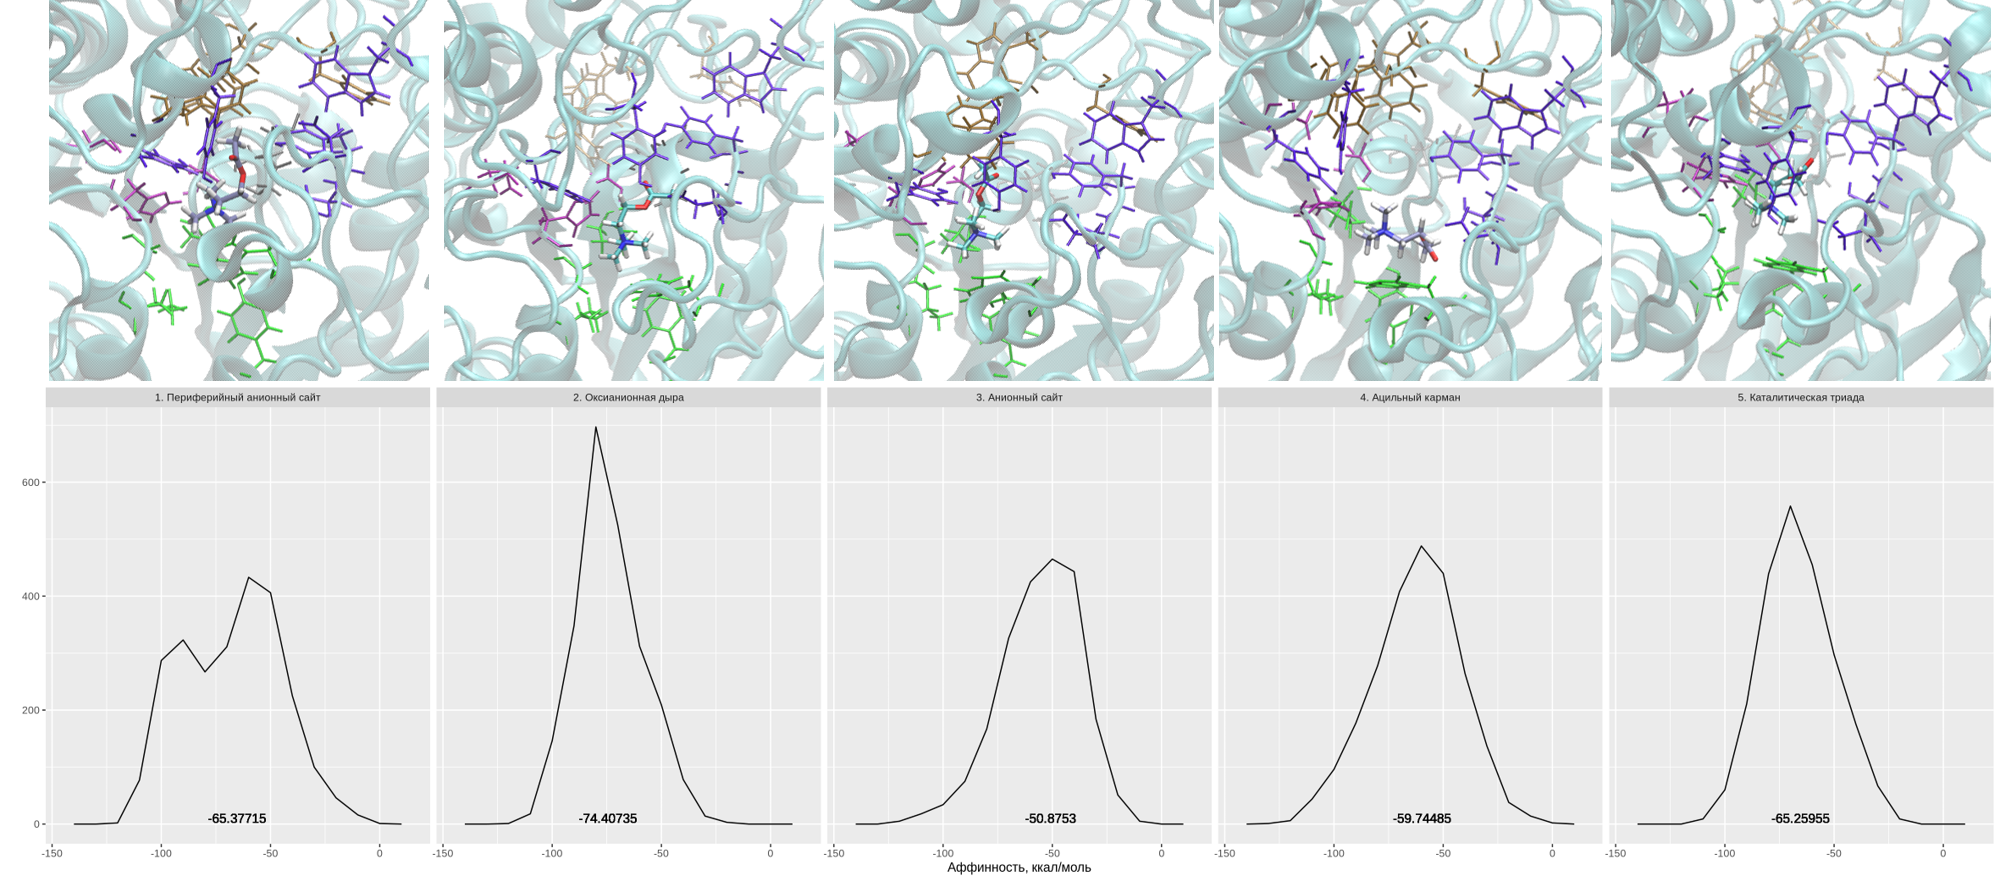 1. Периферийный анионный сайт
2. Оксианионная дыра
3. Анионный сайт
4. Ацильный карман
5. Каталитическая триада
600
400
200
0
-65.37715
-74.40735
-50.8753
-59.74485
-65.25955
-150 -100 -50 0
-150 -100 -50 0
-150 -100 -50 0
-150 -100 -50 0
-150 -100 -50 0
Аффинность, ккал/моль